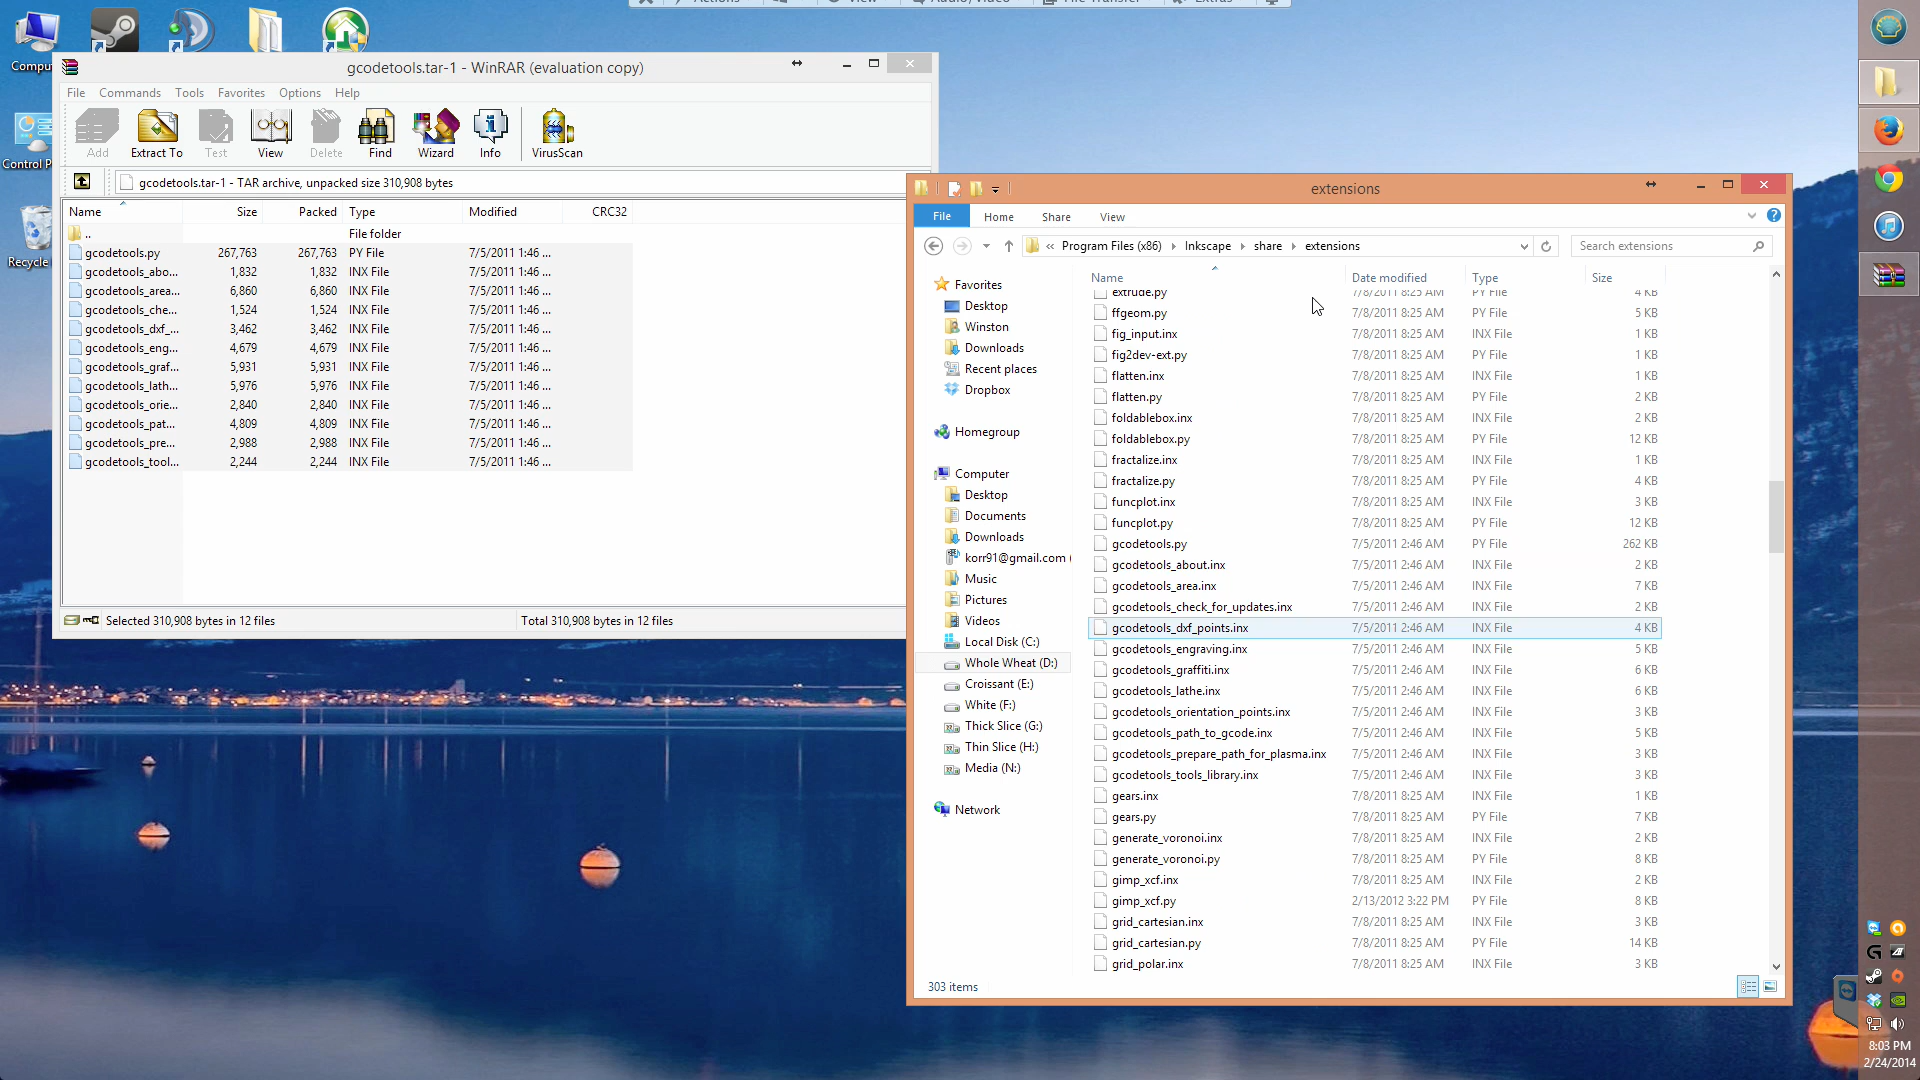 Actions View Audio/Video File Transfer Extras
Compu
Control P
Recycle
gcodetools.tar-1 - WinRAR (evaluation copy)
File Commands Tools Favorites Options Help
Add Extract To Test View Delete Find Wizard Info VirusScan
gcodetools.tar-1 - TAR archive, unpacked size 310,908 bytes
Name Size Packed Type Modified CRC32
.. File folder
gcodetools.py 267,763 267,763 PY File 7/5/2011 1:46 ...
gcodetools_abo... 1,832 1,832 INX File 7/5/2011 1:46 ...
gcodetools_area... 6,860 6,860 INX File 7/5/2011 1:46 ...
gcodetools_che... 1,524 1,524 INX File 7/5/2011 1:46 ...
gcodetools_dxf_... 3,462 3,462 INX File 7/5/2011 1:46 ...
gcodetools_eng... 4,679 4,679 INX File 7/5/2011 1:46 ...
gcodetools_graf... 5,931 5,931 INX File 7/5/2011 1:46 ...
gcodetools_lath... 5,976 5,976 INX File 7/5/2011 1:46 ...
gcodetools_orie... 2,840 2,840 INX File 7/5/2011 1:46 ...
gcodetools_pat... 4,809 4,809 INX File 7/5/2011 1:46 ...
gcodetools_pre... 2,988 2,988 INX File 7/5/2011 1:46 ...
gcodetools_tool... 2,244 2,244 INX File 7/5/2011 1:46 ...
Selected 310,908 bytes in 12 files Total 310,908 bytes in 12 files
extensions
File Home Share View
« Program Files (x86) Inkscape share extensions Search extensions
Favorites
Desktop
Winston
Downloads
Recent places
Dropbox
Homegroup
Computer
Desktop
Documents
Downloads
korr91@gmail.com (
Music
Pictures
Videos
Local Disk (C:)
Whole Wheat (D:)
Croissant (E:)
White (F:)
Thick Slice (G:)
Thin Slice (H:)
Media (N:)
Network
Name Date modified Type Size
extrude.py 7/8/2011 8:25 AM PY File 4 KB
ffgeom.py 7/8/2011 8:25 AM PY File 5 KB
fig_input.inx 7/8/2011 8:25 AM INX File 1 KB
fig2dev-ext.py 7/8/2011 8:25 AM PY File 1 KB
flatten.inx 7/8/2011 8:25 AM INX File 1 KB
flatten.py 7/8/2011 8:25 AM PY File 2 KB
foldablebox.inx 7/8/2011 8:25 AM INX File 2 KB
foldablebox.py 7/8/2011 8:25 AM PY File 12 KB
fractalize.inx 7/8/2011 8:25 AM INX File 1 KB
fractalize.py 7/8/2011 8:25 AM PY File 4 KB
funcplot.inx 7/8/2011 8:25 AM INX File 3 KB
funcplot.py 7/8/2011 8:25 AM PY File 12 KB
gcodetools.py 7/5/2011 2:46 AM PY File 262 KB
gcodetools_about.inx 7/5/2011 2:46 AM INX File 2 KB
gcodetools_area.inx 7/5/2011 2:46 AM INX File 7 KB
gcodetools_check_for_updates.inx 7/5/2011 2:46 AM INX File 2 KB
gcodetools_dxf_points.inx 7/5/2011 2:46 AM INX File 4 KB
gcodetools_engraving.inx 7/5/2011 2:46 AM INX File 5 KB
gcodetools_graffiti.inx 7/5/2011 2:46 AM INX File 6 KB
gcodetools_lathe.inx 7/5/2011 2:46 AM INX File 6 KB
gcodetools_orientation_points.inx 7/5/2011 2:46 AM INX File 3 KB
gcodetools_path_to_gcode.inx 7/5/2011 2:46 AM INX File 5 KB
gcodetools_prepare_path_for_plasma.inx 7/5/2011 2:46 AM INX File 3 KB
gcodetools_tools_library.inx 7/5/2011 2:46 AM INX File 3 KB
gears.inx 7/8/2011 8:25 AM INX File 1 KB
gears.py 7/8/2011 8:25 AM PY File 7 KB
generate_voronoi.inx 7/8/2011 8:25 AM INX File 2 KB
generate_voronoi.py 7/8/2011 8:25 AM PY File 8 KB
gimp_xcf.inx 7/8/2011 8:25 AM INX File 2 KB
gimp_xcf.py 2/13/2012 3:22 PM PY File 8 KB
grid_cartesian.inx 7/8/2011 8:25 AM INX File 3 KB
grid_cartesian.py 7/8/2011 8:25 AM PY File 14 KB
grid_polar.inx 7/8/2011 8:25 AM INX File 3 KB
303 items
8:03 PM
2/24/2014